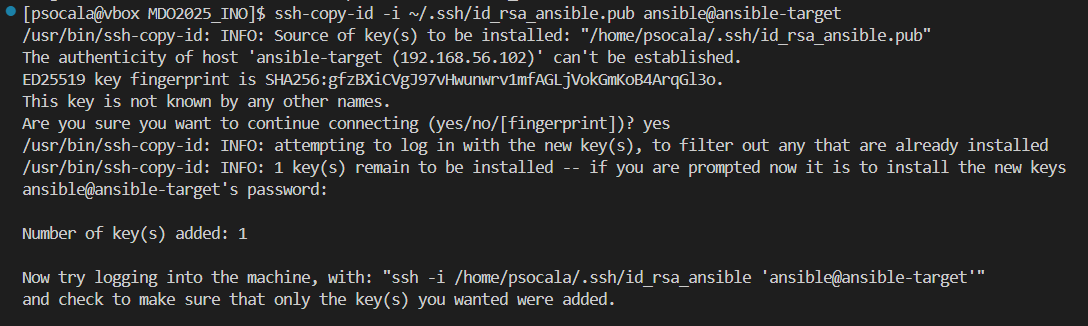 [psocala@vbox MDO2025_INO]$ ssh-copy-id -i ~/.ssh/id_rsa_ansible.pub ansible@ansible-target
/usr/bin/ssh-copy-id: INFO: Source of key(s) to be installed: "/home/psocala/.ssh/id_rsa_ansible.pub"
The authenticity of host 'ansible-target (192.168.56.102)' can't be established.
ED25519 key fingerprint is SHA256:gfzBXiCVgJ97vHwunwrv1mfAGLjVokGmKoB4ArqGl3o.
This key is not known by any other names.
Are you sure you want to continue connecting (yes/no/[fingerprint])? yes
/usr/bin/ssh-copy-id: INFO: attempting to log in with the new key(s), to filter out any that are already installed
/usr/bin/ssh-copy-id: INFO: 1 key(s) remain to be installed -- if you are prompted now it is to install the new keys
ansible@ansible-target's password:
Number of key(s) added: 1
Now try logging into the machine, with: "ssh -i /home/psocala/.ssh/id_rsa_ansible 'ansible@ansible-target'"
and check to make sure that only the key(s) you wanted were added.